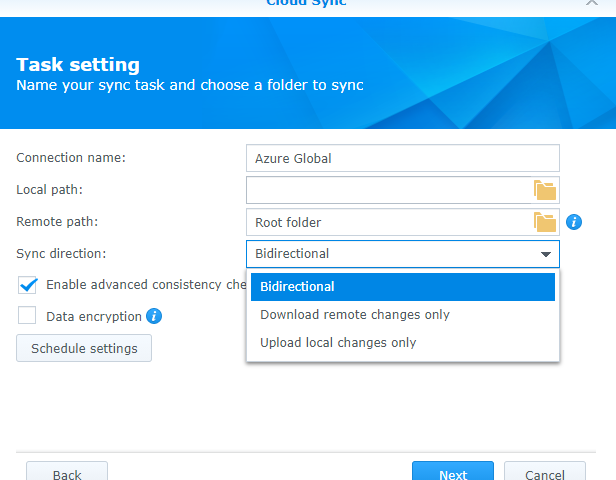 Cloud Sync
Task setting
Name your sync task and choose a folder to sync
Connection name: Azure Global
Local path:
Remote path: Root folder
Sync direction: Bidirectional
Enable advanced consistency che
Bidirectional
Data encryption
Download remote changes only
Upload local changes only
Schedule settings
Back Next Cancel